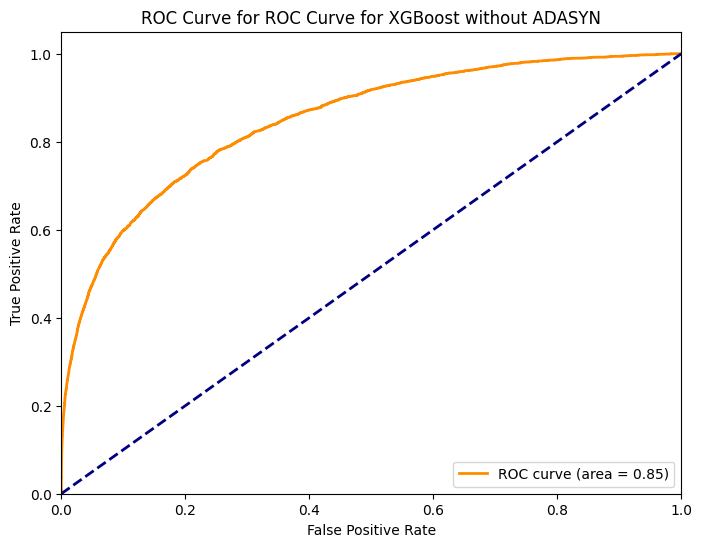 ROC Curve for ROC Curve for XGBoost without ADASYN
True Positive Rate
1.0
0.8
0.6
0.4
0.2
0.0
ROC curve (area = 0.85)
0.0 0.2 0.4 0.6 0.8 1.0
False Positive Rate